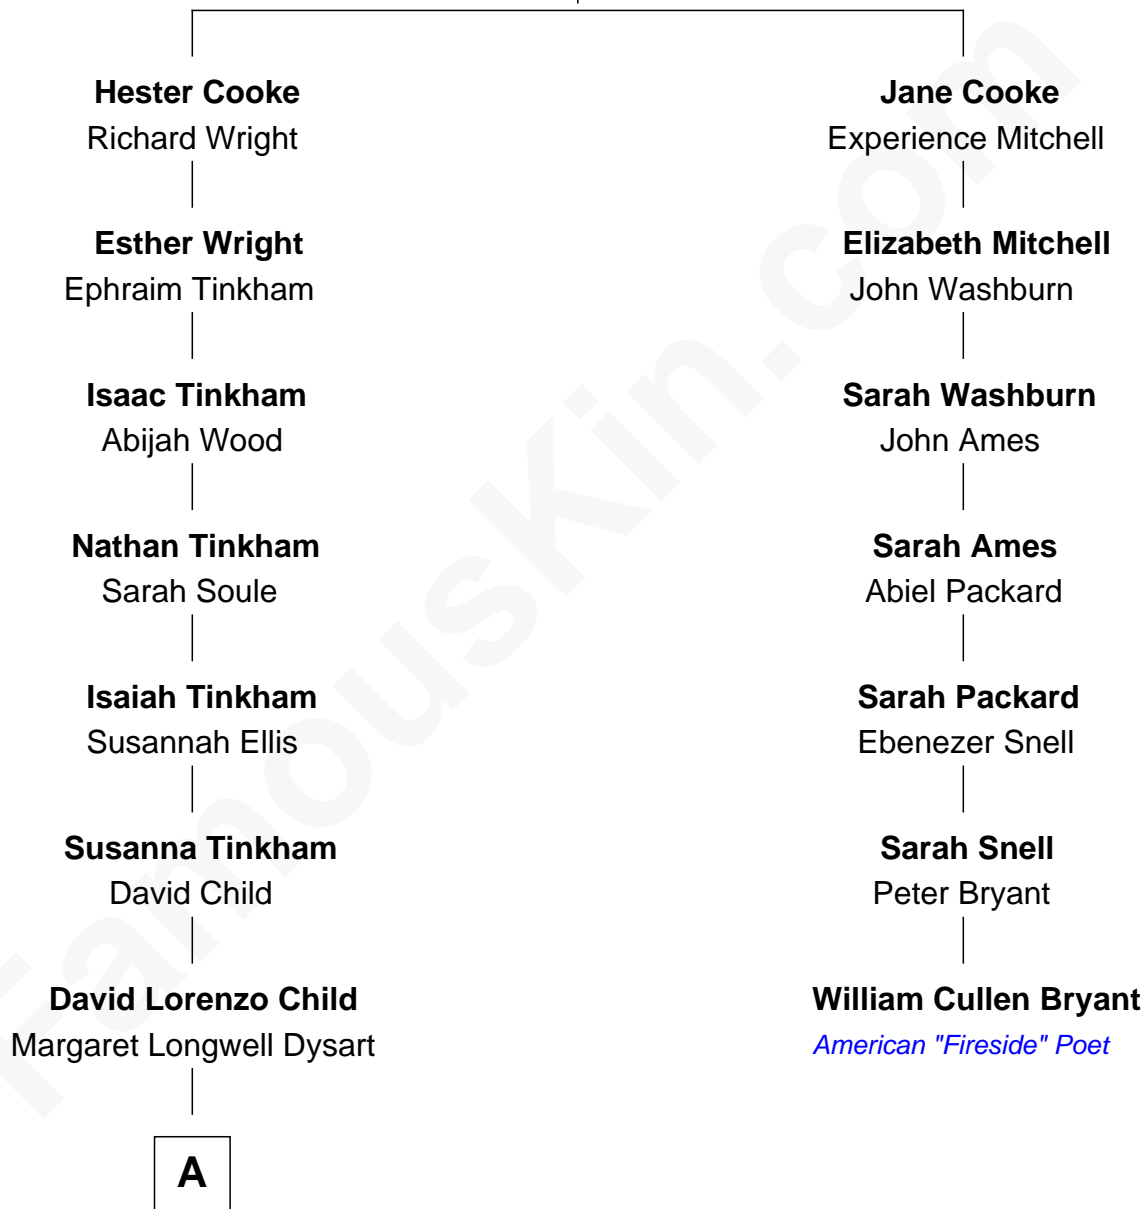 Hester Cooke
Richard Wright
Esther Wright
Ephraim Tinkham
Isaac Tinkham
Abijah Wood
Nathan Tinkham
Sarah Soule
Isaiah Tinkham
Susannah Ellis
Susanna Tinkham
David Child
David Lorenzo Child
Margaret Longwell Dysart
A
Jane Cooke
Experience Mitchell
Elizabeth Mitchell
John Washburn
Sarah Washburn
John Ames
Sarah Ames
Abiel Packard
Sarah Packard
Ebenezer Snell
Sarah Snell
Peter Bryant
William Cullen Bryant
American "Fireside" Poet
FamousKin.com